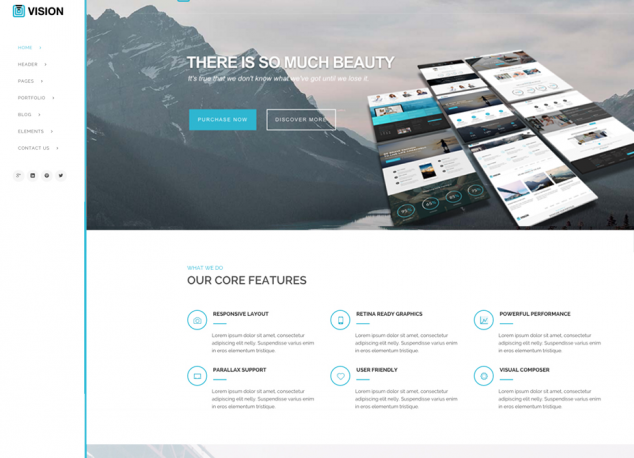 VISION
HOME
HEADER
PAGES
PORTFOLIO
BLOG
ELEMENTS
CONTACT US
THERE IS SO MUCH BEAUTY
It's true that we don't know what we've got until we lose it
PURCHASE NOW
DISCOVER MORE
WHAT WE DO
OUR CORE FEATURES
RESPONSIVE LAYOUT
Lorem ipsum dolor sit amet, consectetur
adipiscing elit nelly. Suspendisse varius enim
in eros elementum tristique.
RETINA READY GRAPHICS
Lorem ipsum dolor sit amet, consectetur
adipiscing elit nelly. Suspendisse varius enim
in eros elementum tristique.
POWERFUL PERFORMANCE
Lorem ipsum dolor sit amet, consectetur
adipiscing elit nelly. Suspendisse varius enim
in eros elementum tristique.
PARALLAX SUPPORT
Lorem ipsum dolor sit amet, consectetur
adipiscing elit nelly. Suspendisse varius enim
in eros elementum tristique.
USER FRIENDLY
Lorem ipsum dolor sit amet, consectetur
adipiscing elit nelly. Suspendisse varius enim
in eros elementum tristique.
VISUAL COMPOSER
Lorem ipsum dolor sit amet, consectetur
adipiscing elit nelly. Suspendisse varius enim
in eros elementum tristique.